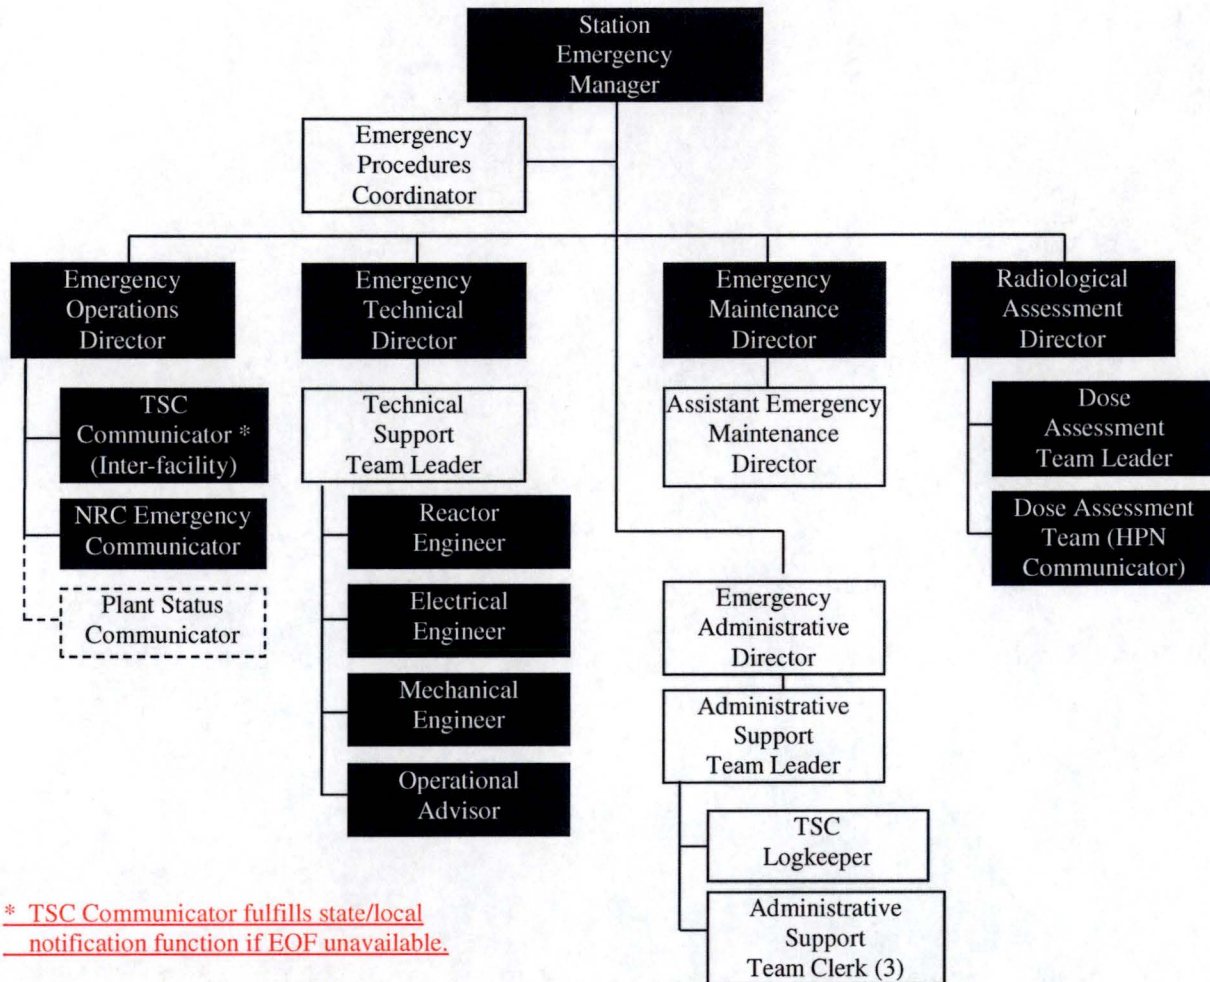 Station
Emergency
Manager
Emergency
Procedures
Coordinator
Emergency
Operations
Director
Emergency
Technical
Director
Emergency
Maintenance
Director
Radiological
Assessment
Director
TSC
Communicator *
(Inter-facility)
NRC Emergency
Communicator
Plant Status
Communicator
Technical
Support
Team Leader
Reactor
Engineer
Electrical
Engineer
Mechanical
Engineer
Operational
Advisor
Assistant Emergency
Maintenance
Director
Emergency
Administrative
Director
Administrative
Support
Team Leader
TSC
Logkeeper
Administrative
Support
Team Clerk (3)
Dose
Assessment
Team Leader
Dose Assessment
Team (HPN
Communicator)
* TSC Communicator fulfills state/local
notification function if EOF unavailable.